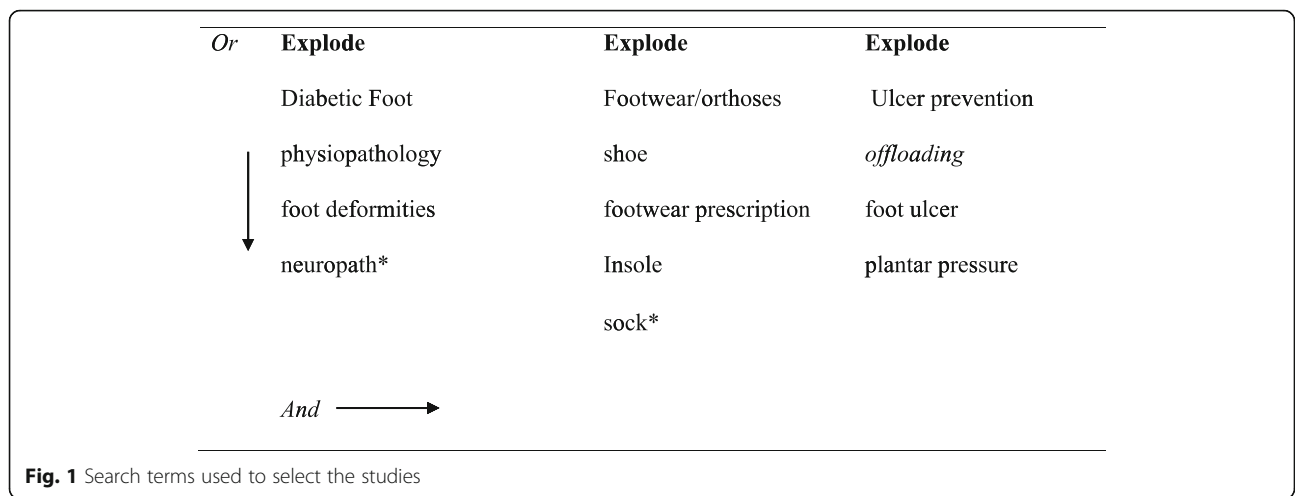 Or Explode Explode Explode
Diabetic Foot Footwear/orthoses Ulcer prevention
physiopathology shoe offloading
foot deformities footwear prescription foot ulcer
neuropath* Insole plantar pressure
sock*
And
Fig. 1 Search terms used to select the studies